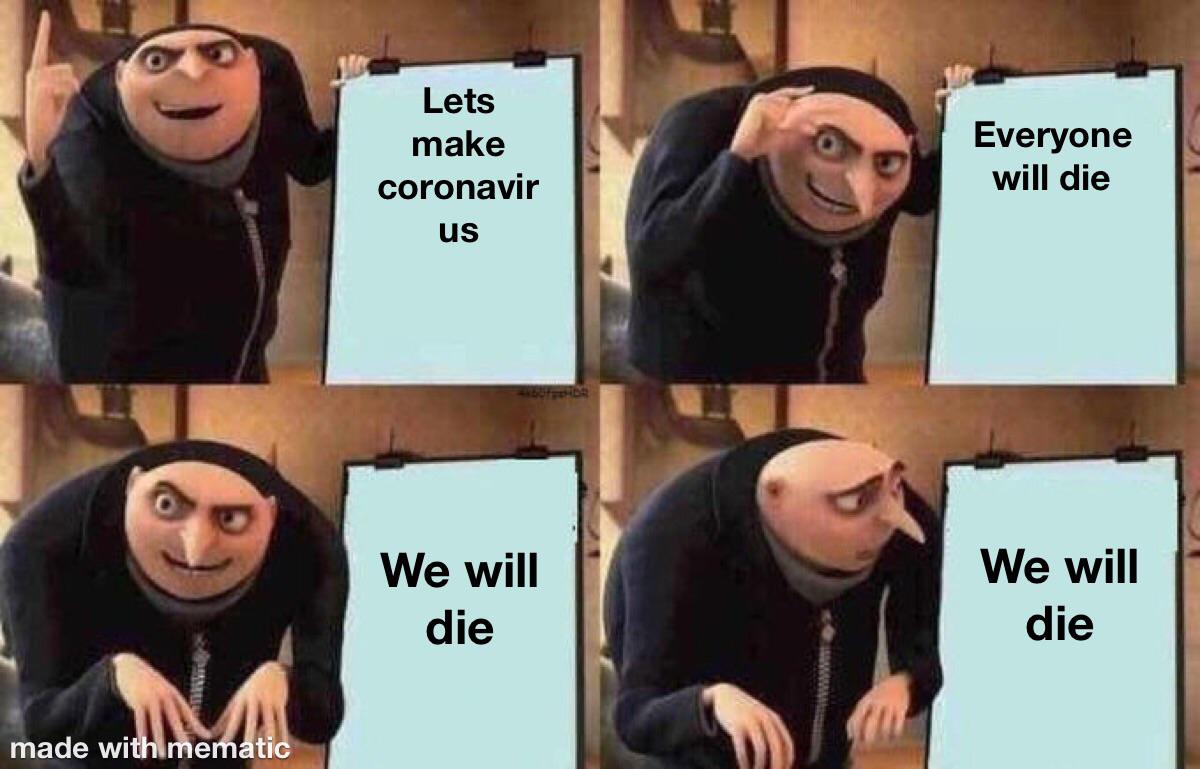 Lets
make
coronavir
us
Everyone
will die
We will
die
We will
die
made with mematic